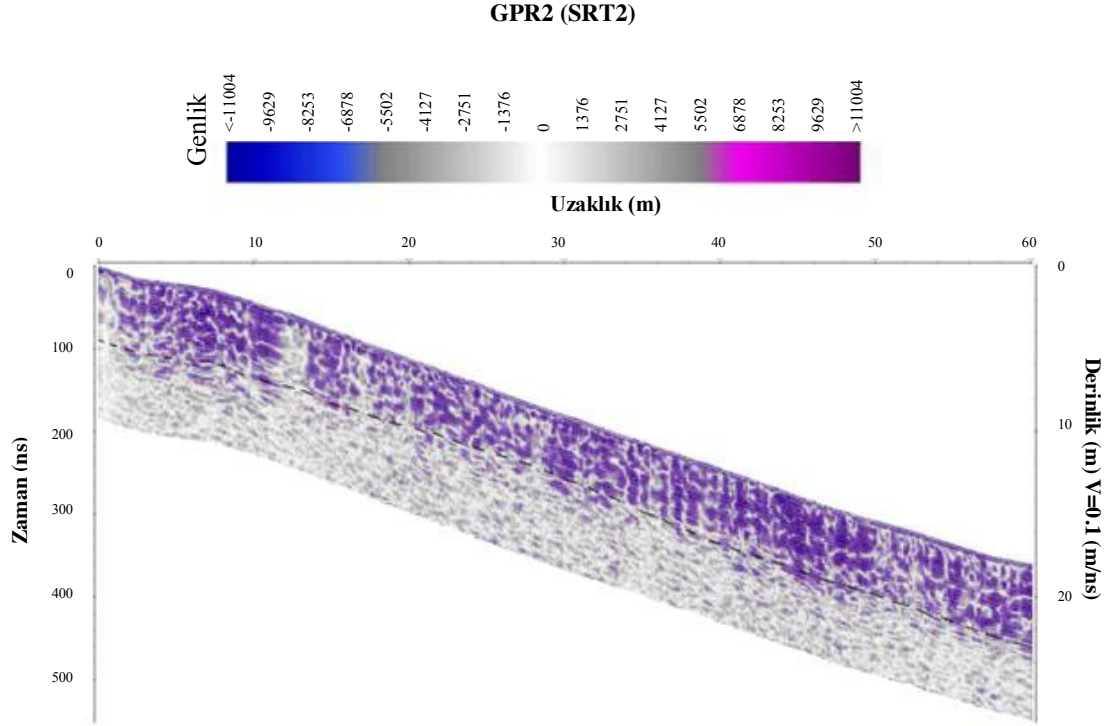 GPR2 (SRT2)
Genlik
<-11004 -9629 -8253 -6878 -5502 -4127 -2751 -1376 0 1376 2751 4127 5502 6878 8253 9629 >11004
Uzaklık (m)
0 10 20 30 40 50 60
Zaman (ns)
0
100
200
300
400
500
0
10
20
Derinlik (m) V=0.1 (m/ns)